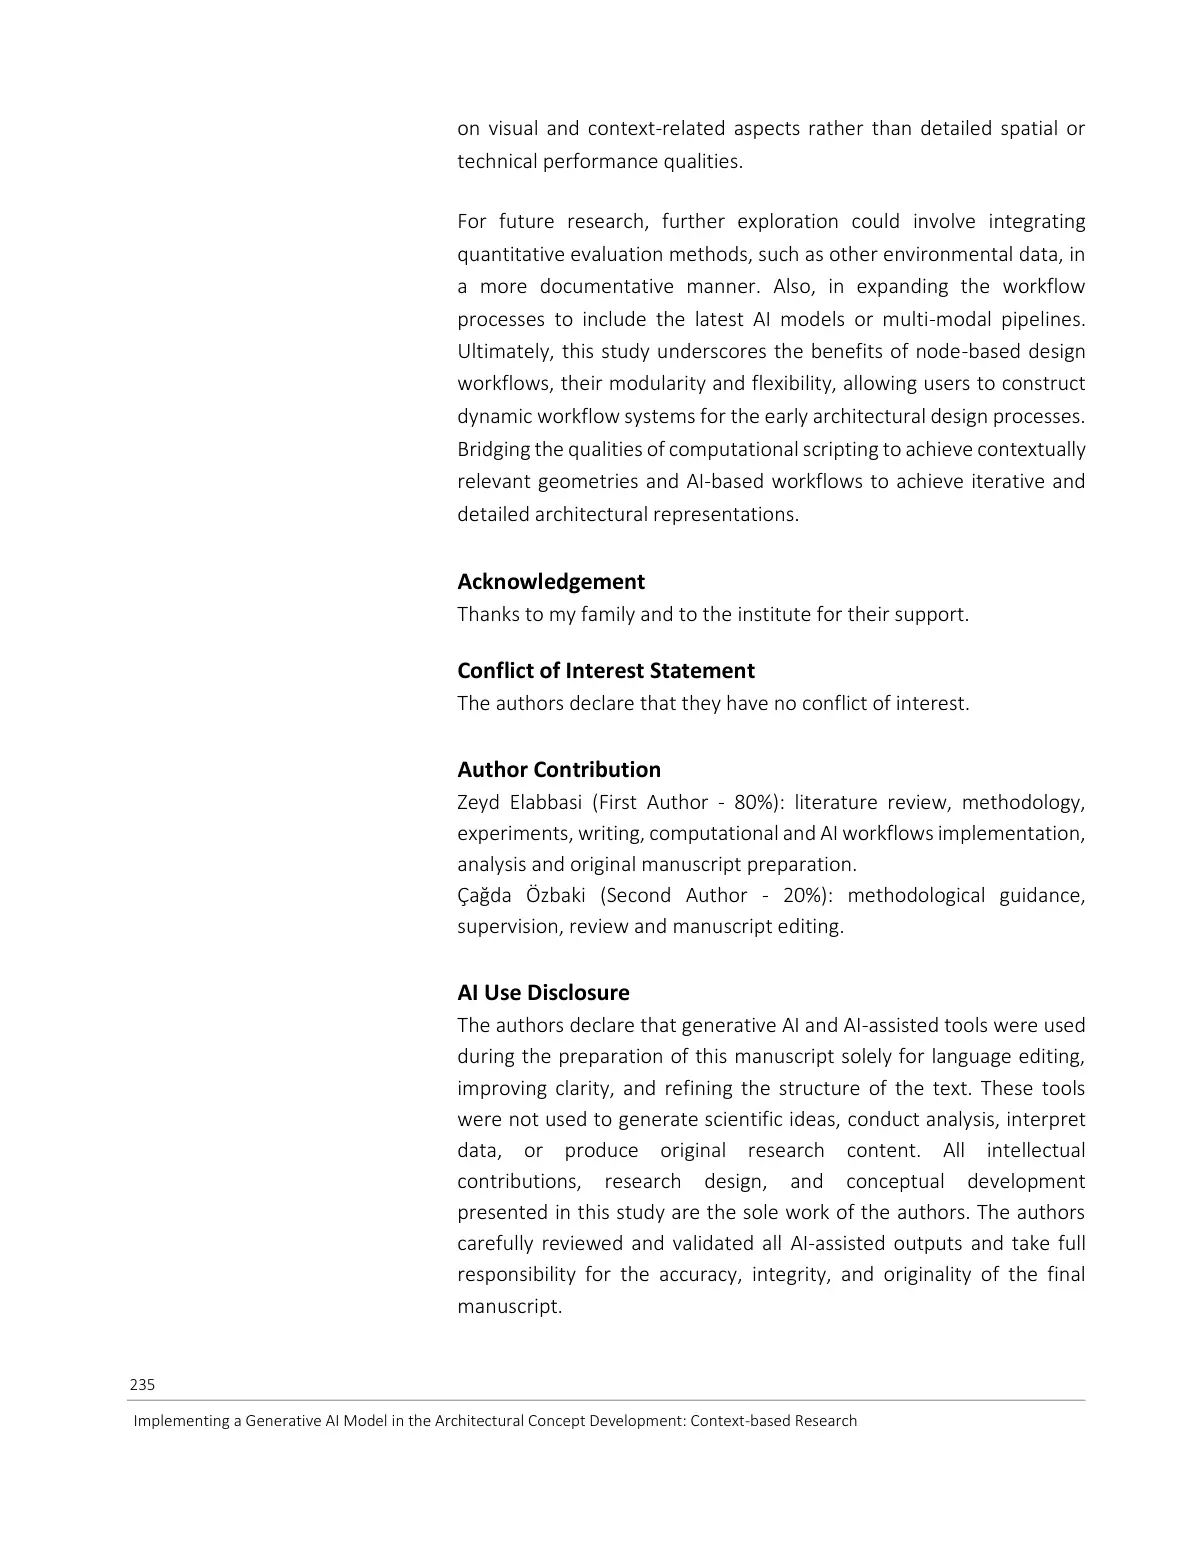 on visual and context-related aspects rather than detailed spatial or
technical performance qualities.
For future research, further exploration could involve integrating
quantitative evaluation methods, such as other environmental data, in
a more documentative manner. Also, in expanding the workflow
processes to include the latest AI models or multi-modal pipelines.
Ultimately, this study underscores the benefits of node-based design
workflows, their modularity and flexibility, allowing users to construct
dynamic workflow systems for the early architectural design processes.
Bridging the qualities of computational scripting to achieve contextually
relevant geometries and AI-based workflows to achieve iterative and
detailed architectural representations.
Acknowledgement
Thanks to my family and to the institute for their support.
Conflict of Interest Statement
The authors declare that they have no conflict of interest.
Author Contribution
Zeyd Elabbasi (First Author - 80%): literature review, methodology,
experiments, writing, computational and AI workflows implementation,
analysis and original manuscript preparation.
Çağda Özbaki (Second Author - 20%): methodological guidance,
supervision, review and manuscript editing.
AI Use Disclosure
The authors declare that generative AI and AI-assisted tools were used
during the preparation of this manuscript solely for language editing,
improving clarity, and refining the structure of the text. These tools
were not used to generate scientific ideas, conduct analysis, interpret
data, or produce original research content. All intellectual
contributions, research design, and conceptual development
presented in this study are the sole work of the authors. The authors
carefully reviewed and validated all AI-assisted outputs and take full
responsibility for the accuracy, integrity, and originality of the final
manuscript.
235
Implementing a Generative AI Model in the Architectural Concept Development: Context-based Research